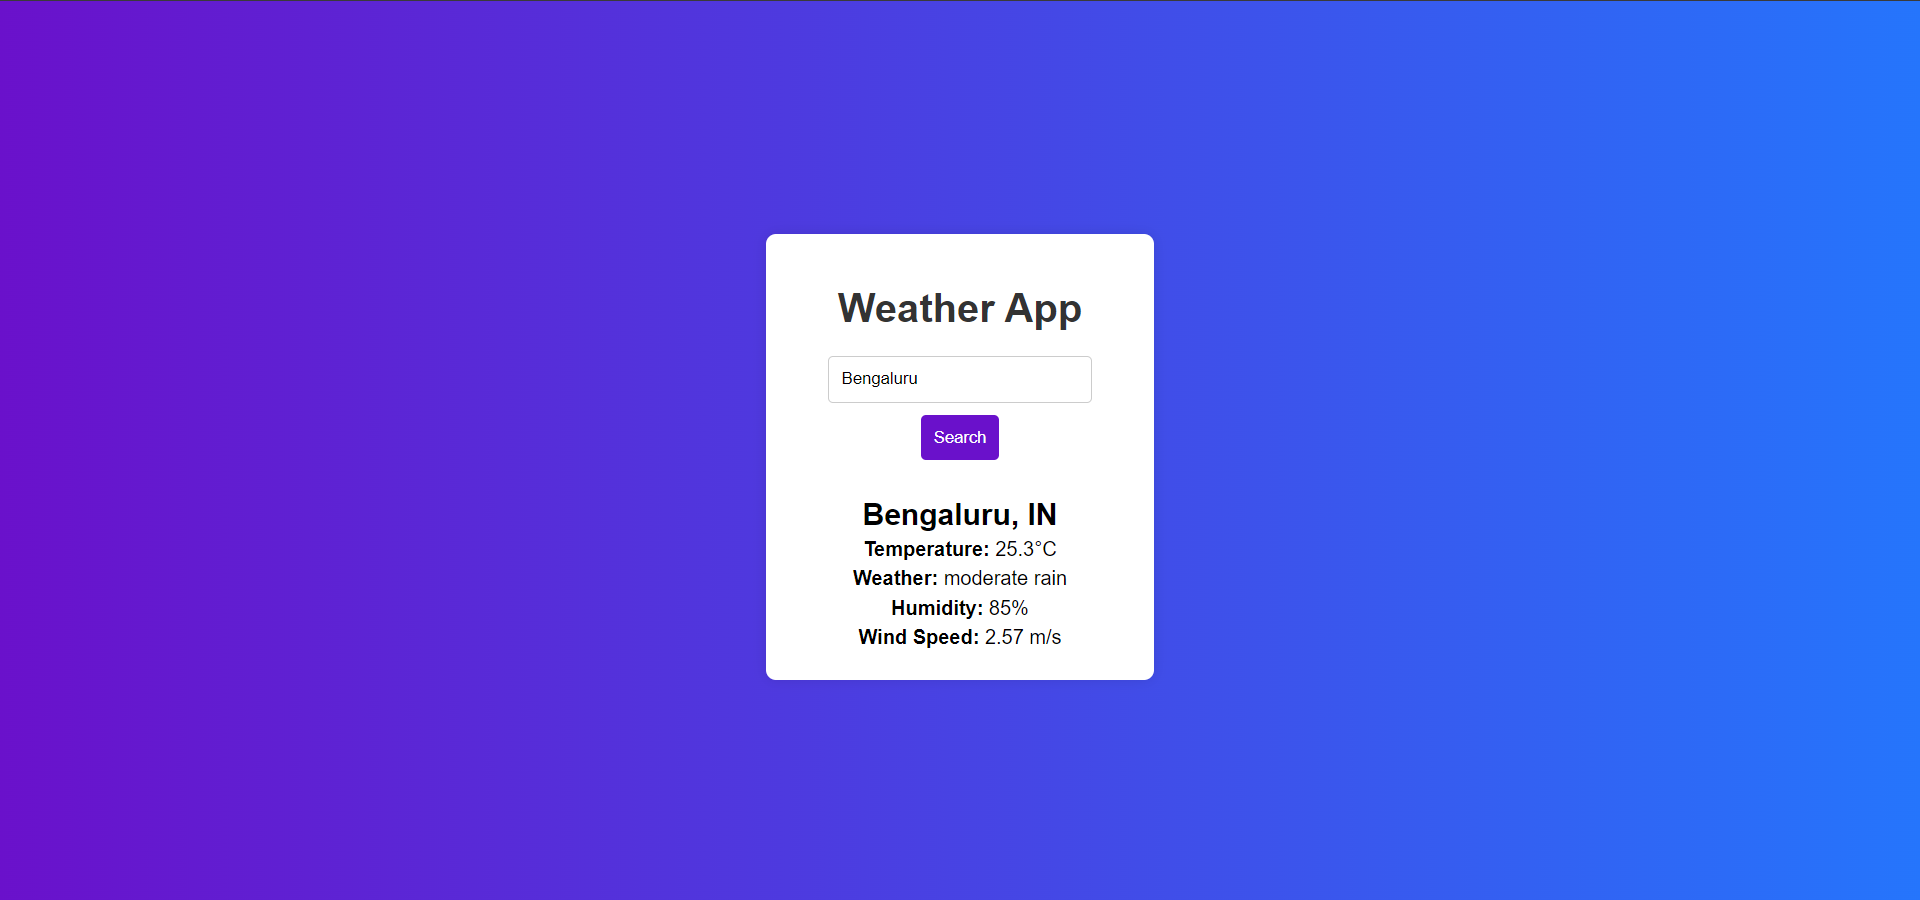 Weather App
Bengaluru
Search
Bengaluru, IN
Temperature: 25.3°C
Weather: moderate rain
Humidity: 85%
Wind Speed: 2.57 m/s